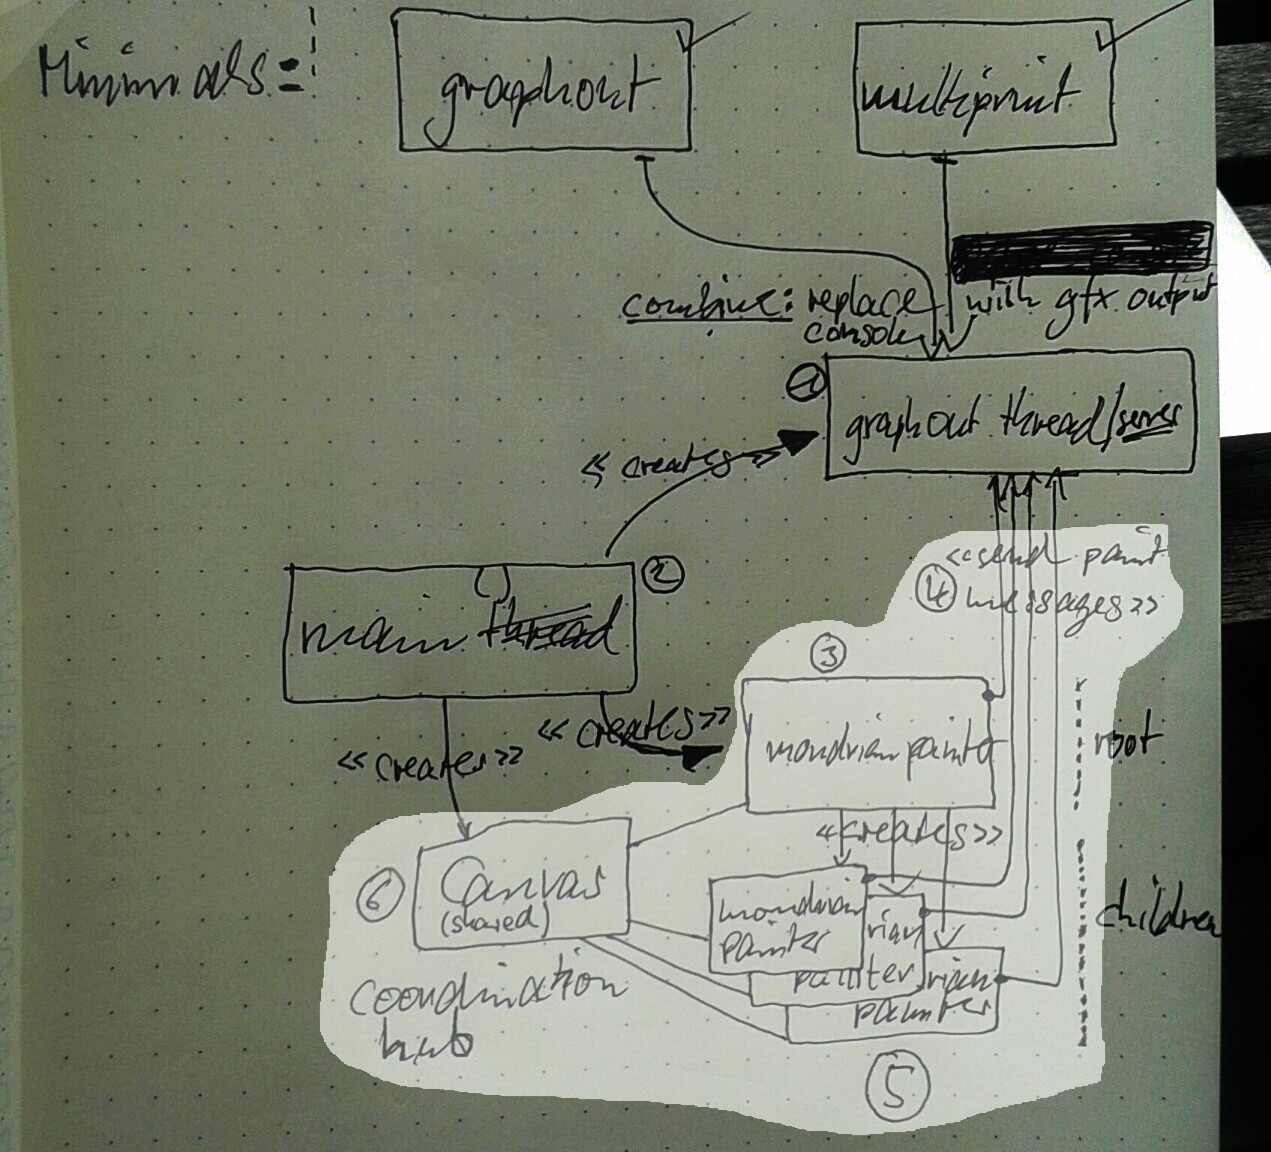 Minimals:
graphout
multiprint
combine: replace console with gfx output
1
graphout thread/server
<< creates >>
2
main thread
<<send paint
4 messages>>
3
<< creates >>
<< creates >>
mondrian painter
root
<<creates>>
6
Canvas
(shared)
mondrian
painter
rian
painter
rian
painter
children
coordination
hub
5